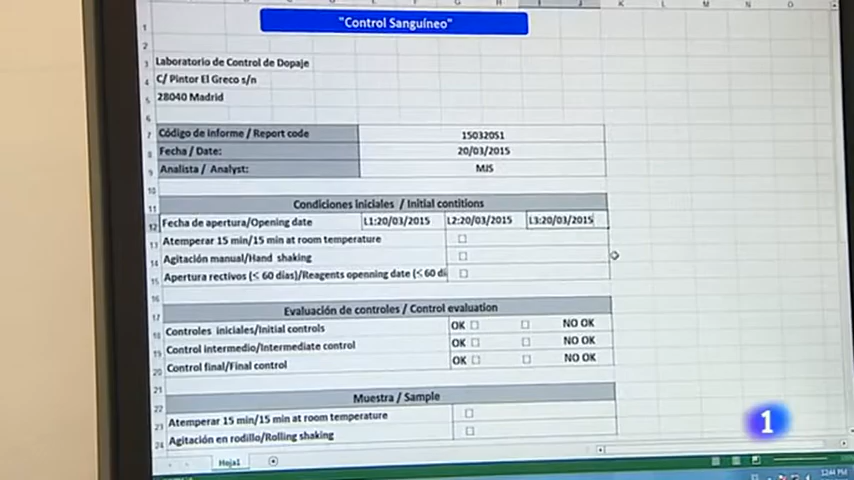 "Control Sanguíneo"
Laboratorio de Control de Dopaje
C/ Pintor El Greco s/n
28040 Madrid
Código de informe / Report code 15032051
Fecha / Date: 20/03/2015
Analista / Analyst: MJS
Condiciones iniciales / Initial contitions
Fecha de apertura/Opening date L1:20/03/2015 L2:20/03/2015 L3:20/03/2015
Atemperar 15 min/15 min at room temperature
Agitación manual/Hand shaking
Apertura rectivos (≤ 60 días)/Reagents openning date (≤ 60 di
Evaluación de controles / Control evaluation
Controles iniciales/Initial controls OK NO OK
Control intermedio/Intermediate control OK NO OK
Control final/Final control OK NO OK
Muestra / Sample
Atemperar 15 min/15 min at room temperature
Agitación en rodillo/Rolling shaking
1
Hoja1
12:44 PM